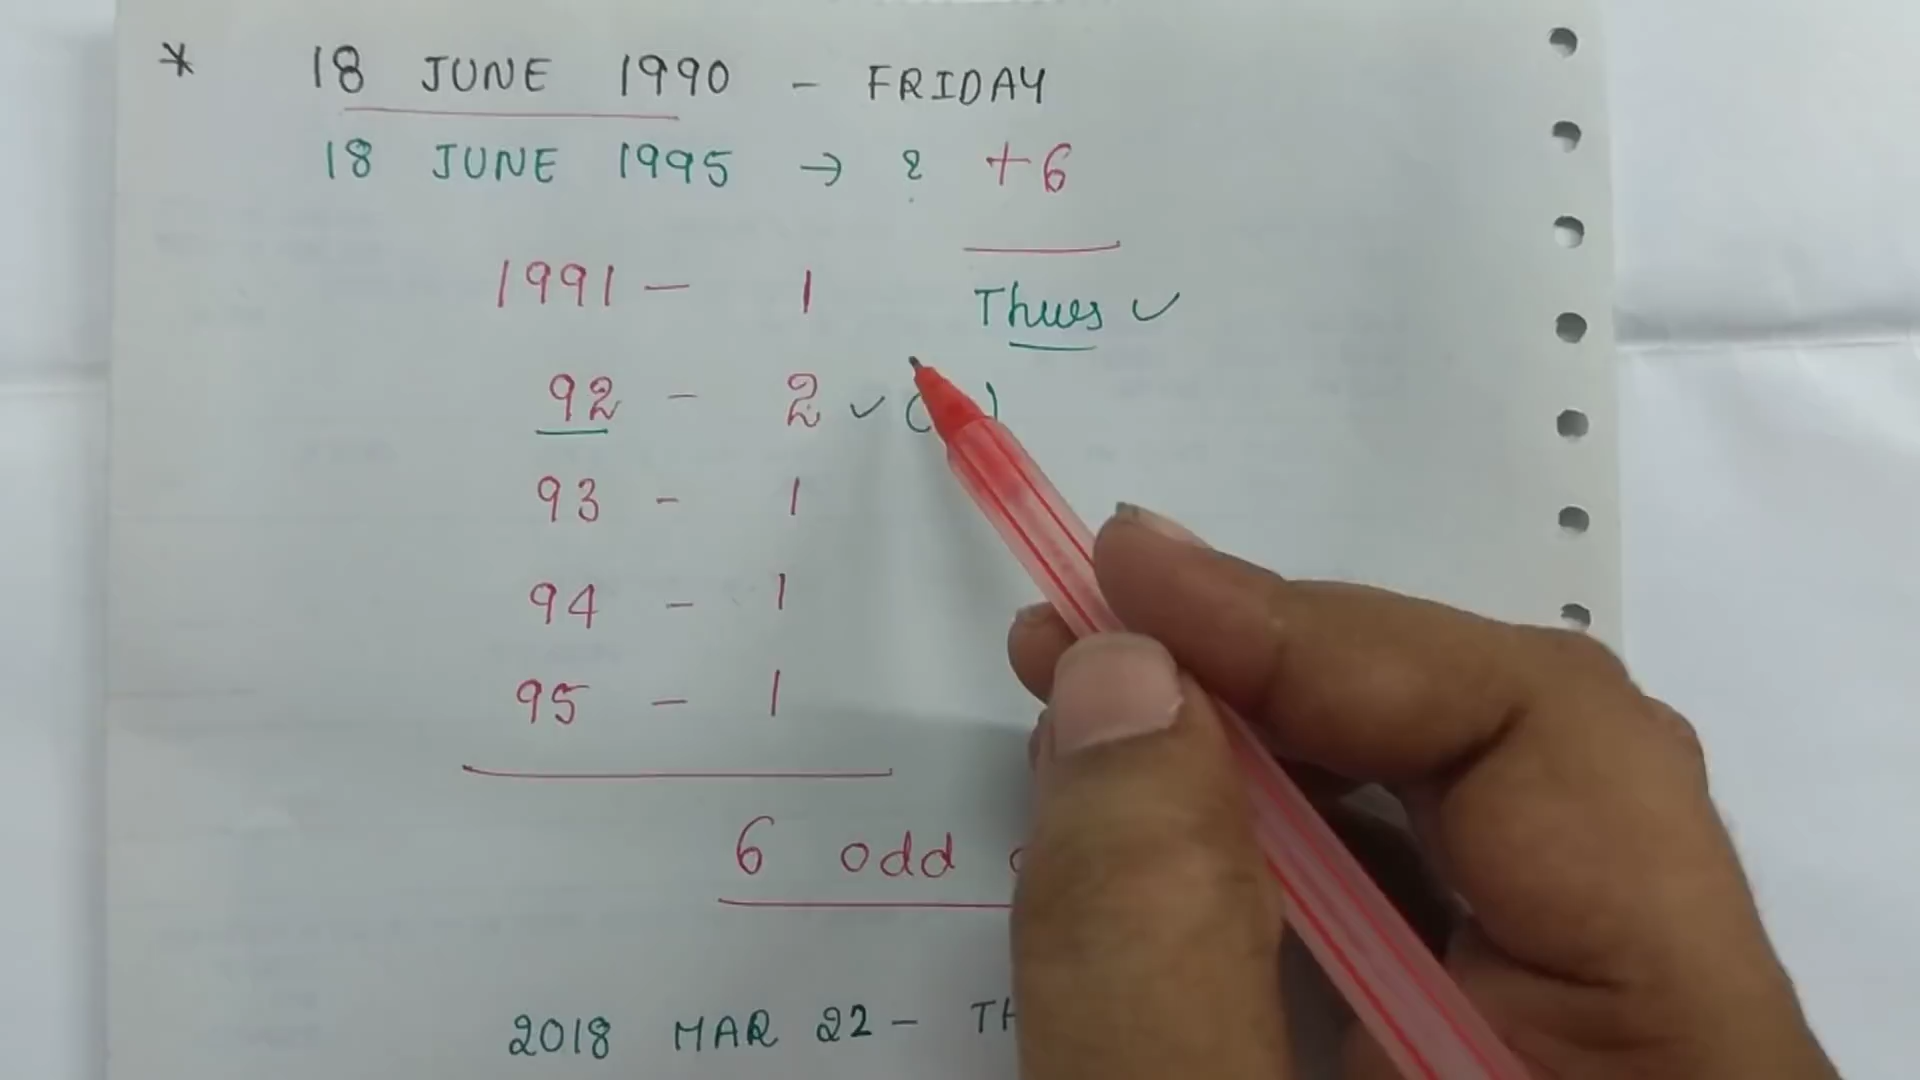 * 18 JUNE 1990 - FRIDAY
18 JUNE 1995 → ? +6
1991 - 1
Thurs ✓
92 - 2 ✓ ( )
93 - 1
94 - 1
95 - 1
6 odd
2018 MAR 22 - TH